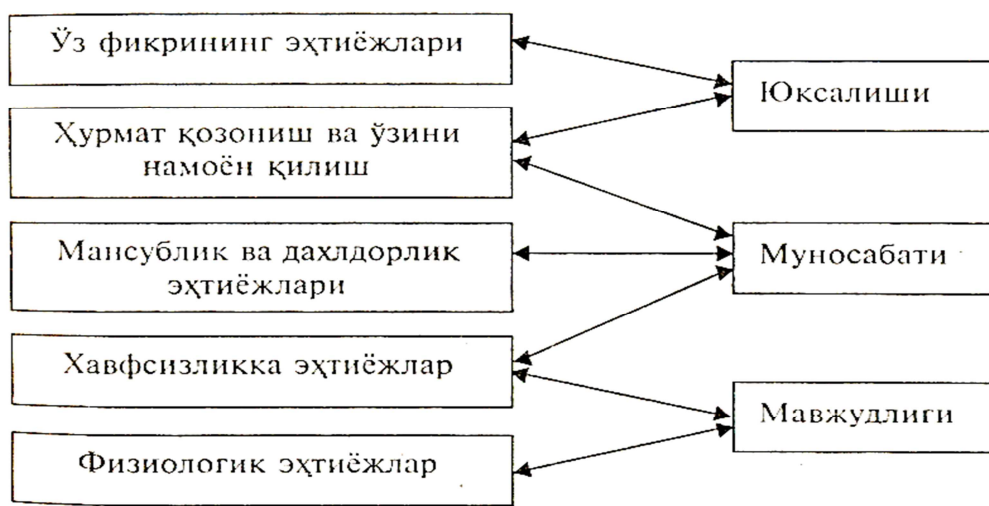 Ўз фикрининг эҳтиёжлари
Ҳурмат қозониш ва ўзини
намоён қилиш
Мансублик ва дахлдорлик
эҳтиёжлари
Хавфсизликка эҳтиёжлар
Физиологик эҳтиёжлар
Юксалиши
Муносабати
Мавжудлиги